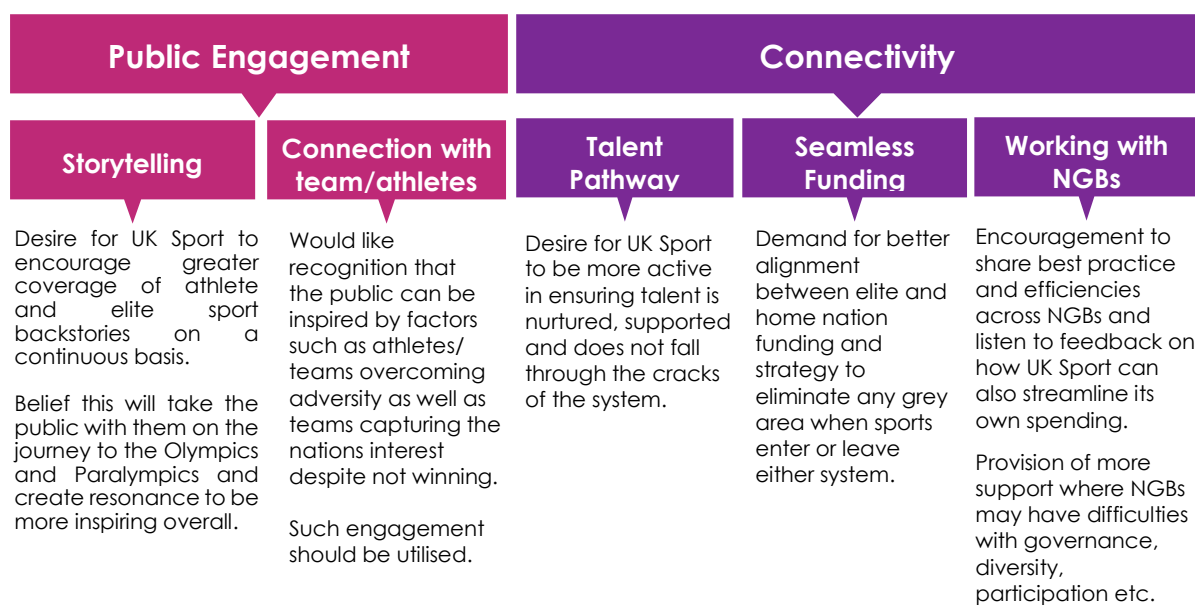 Public Engagement
Connectivity
Storytelling
Connection with
team/athletes
Talent
Pathway
Seamless
Funding
Working with
NGBs
Desire for UK Sport to
encourage greater
coverage of athlete
and elite sport
backstories on a
continuous basis.
Belief this will take the
public with them on the
journey to the Olympics
and Paralympics and
create resonance to be
more inspiring overall.
Would like
recognition that
the public can be
inspired by factors
such as athletes/
teams overcoming
adversity as well as
teams capturing the
nations interest
despite not winning.
Such engagement
should be utilised.
Desire for UK Sport
to be more active
in ensuring talent is
nurtured, supported
and does not fall
through the cracks
of the system.
Demand for better
alignment
between elite and
home nation
funding and
strategy to
eliminate any grey
area when sports
enter or leave
either system.
Encouragement to
share best practice
and efficiencies
across NGBs and
listen to feedback on
how UK Sport can
also streamline its
own spending.
Provision of more
support where NGBs
may have difficulties
with governance,
diversity,
participation etc.